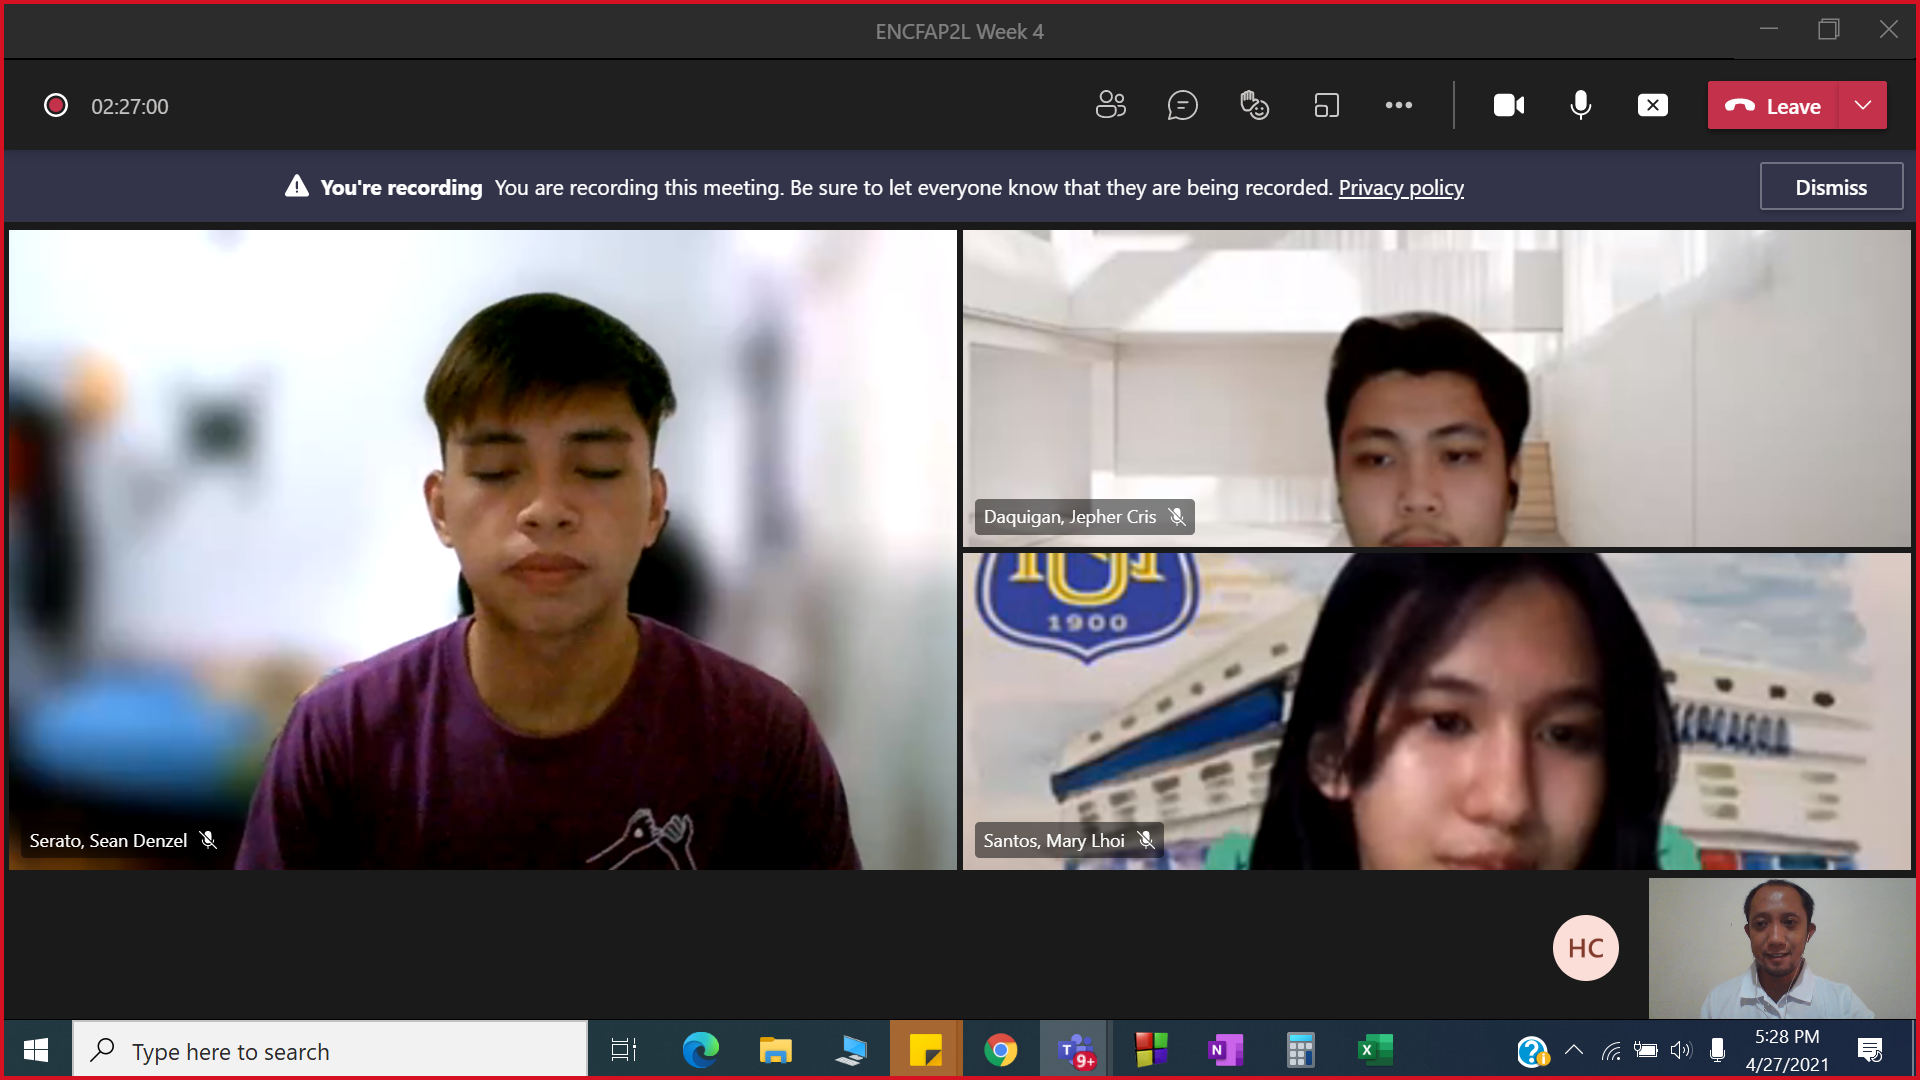 ENCFAP2L Week 4
02:27:00
Leave
You're recording You are recording this meeting. Be sure to let everyone know that they are being recorded. Privacy policy
Dismiss
Daquigan, Jepher Cris
NU
1900
Serato, Sean Denzel
Santos, Mary Lhoi
HC
Type here to search
T
9+
N
X
5:28 PM
4/27/2021